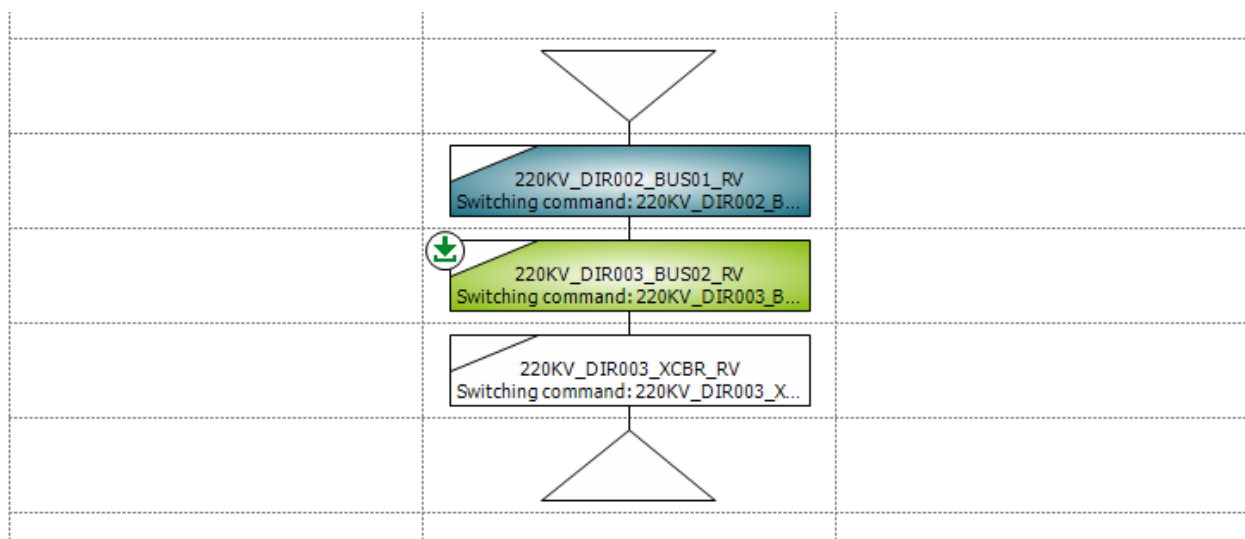 220KV_DIR002_BUS01_RV
Switching command: 220KV_DIR002_B...
220KV_DIR003_BUS02_RV
Switching command: 220KV_DIR003_B...
220KV_DIR003_XCBR_RV
Switching command: 220KV_DIR003_X...